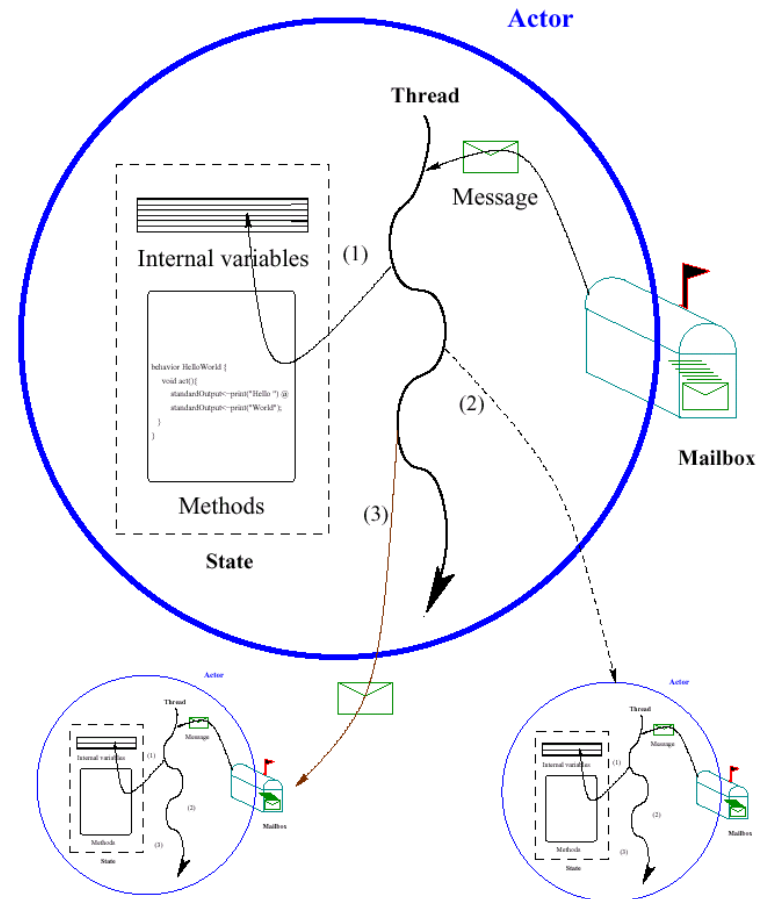 Actor
Thread
Message
Internal variables
(1)
behavior HelloWorld {
void act(){
standardOutput<-print("Hello ") @
standardOutput<-print("World");
}
}
(2)
Mailbox
Methods
(3)
State
Actor
Thread
Message
Internal variables
(1)
(2)
Mailbox
Methods
(3)
State
Actor
Thread
Message
Internal variables
(1)
(2)
Mailbox
Methods
(3)
State